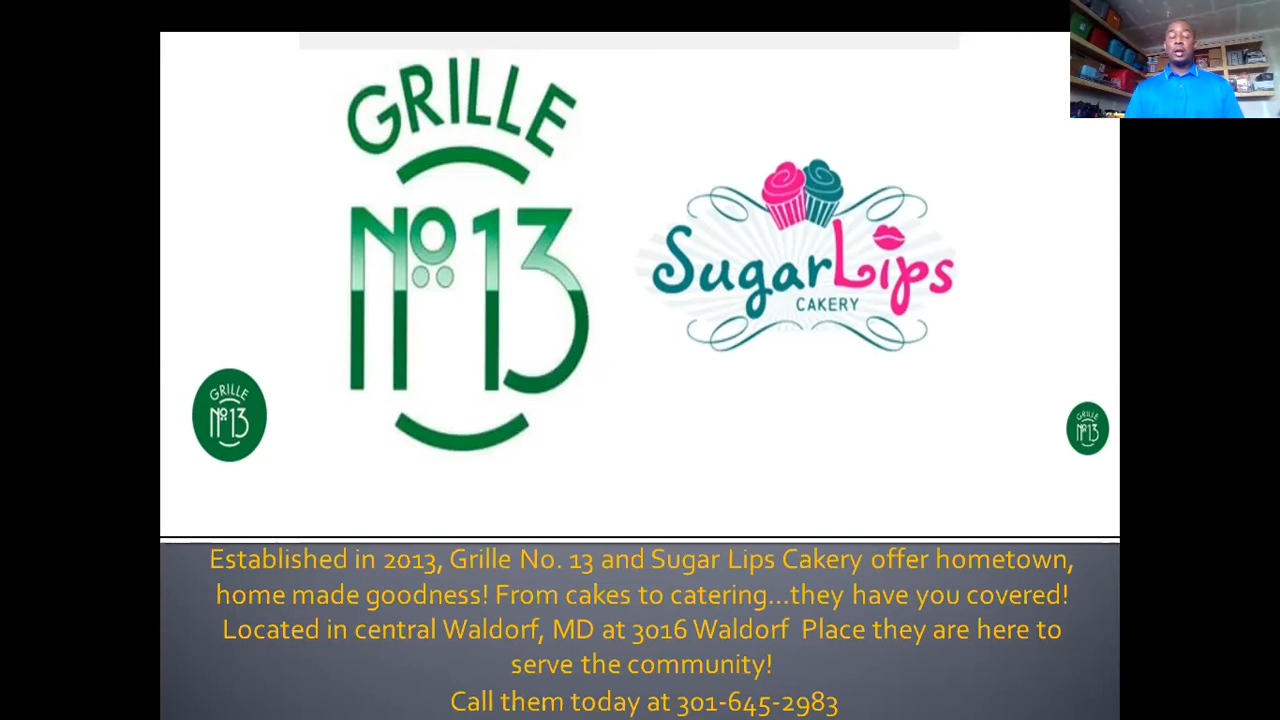 GRILLE
No 13
SugarLips
CAKERY
GRILLE
No 13
GRILLE
No 13
Established in 2013, Grille No. 13 and Sugar Lips Cakery offer hometown,
home made goodness! From cakes to catering...they have you covered!
Located in central Waldorf, MD at 3016 Waldorf Place they are here to
serve the community!
Call them today at 301-645-2983